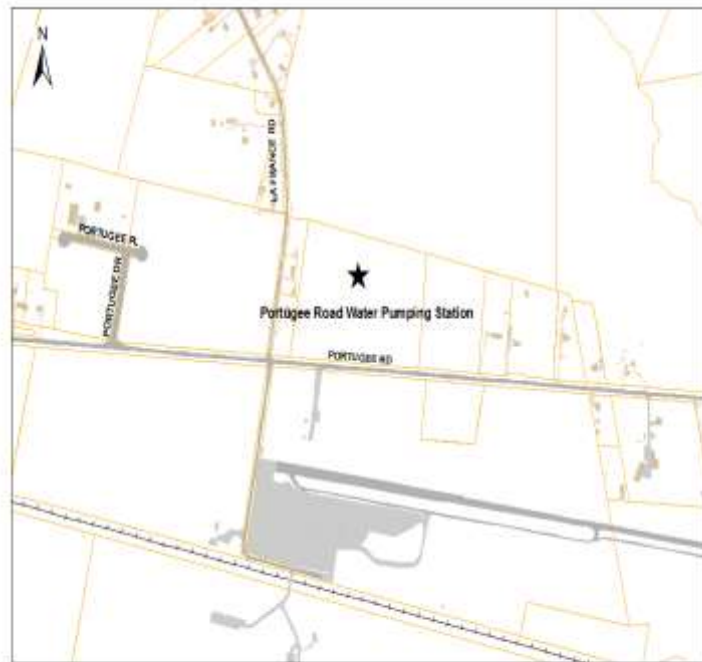 N
LA FRANCE RD
PORTUGEE PL
PORTUGEE DR
Portugee Road Water Pumping Station
PORTUGEE RD